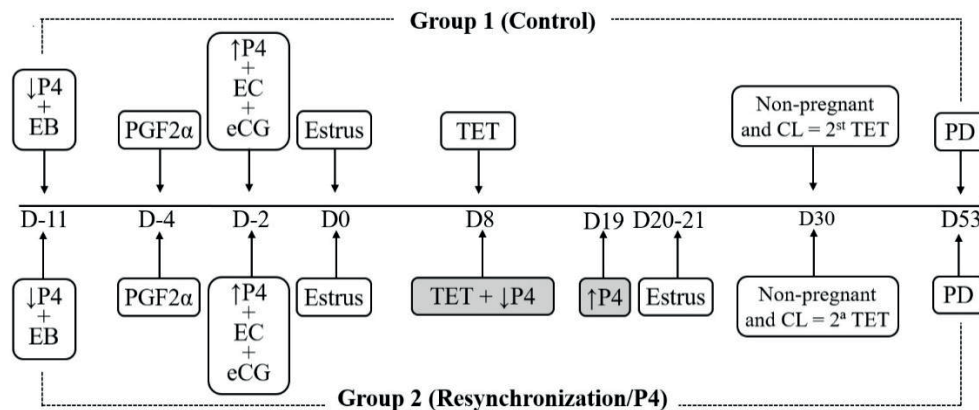 Group 1 (Control)
↓P4
+
EB
PGF2α
↑P4
+
EC
+
eCG
Estrus
TET
Non-pregnant
and CL = 2ˢᵗ TET
PD
D-11
D-4
D-2
D0
D8
D19
D20-21
D30
D53
↓P4
+
EB
PGF2α
↑P4
+
EC
+
eCG
Estrus
TET + ↓P4
↑P4
Estrus
Non-pregnant
and CL = 2ª TET
PD
Group 2 (Resynchronization/P4)